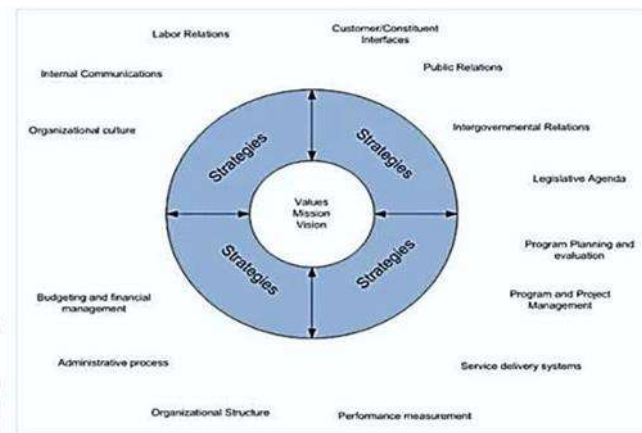 Labor Relations
Customer/Constituent
Interfaces
Internal Communications
Public Relations
Organizational culture
Intergovernmental Relations
Strategies
Strategies
Values
Mission
Vision
Legislative Agenda
Strategies
Strategies
Program Planning and
evaluation
Budgeting and financial
management
Program and Project
Management
Administrative process
Service delivery systems
Organizational Structure
Performance measurement